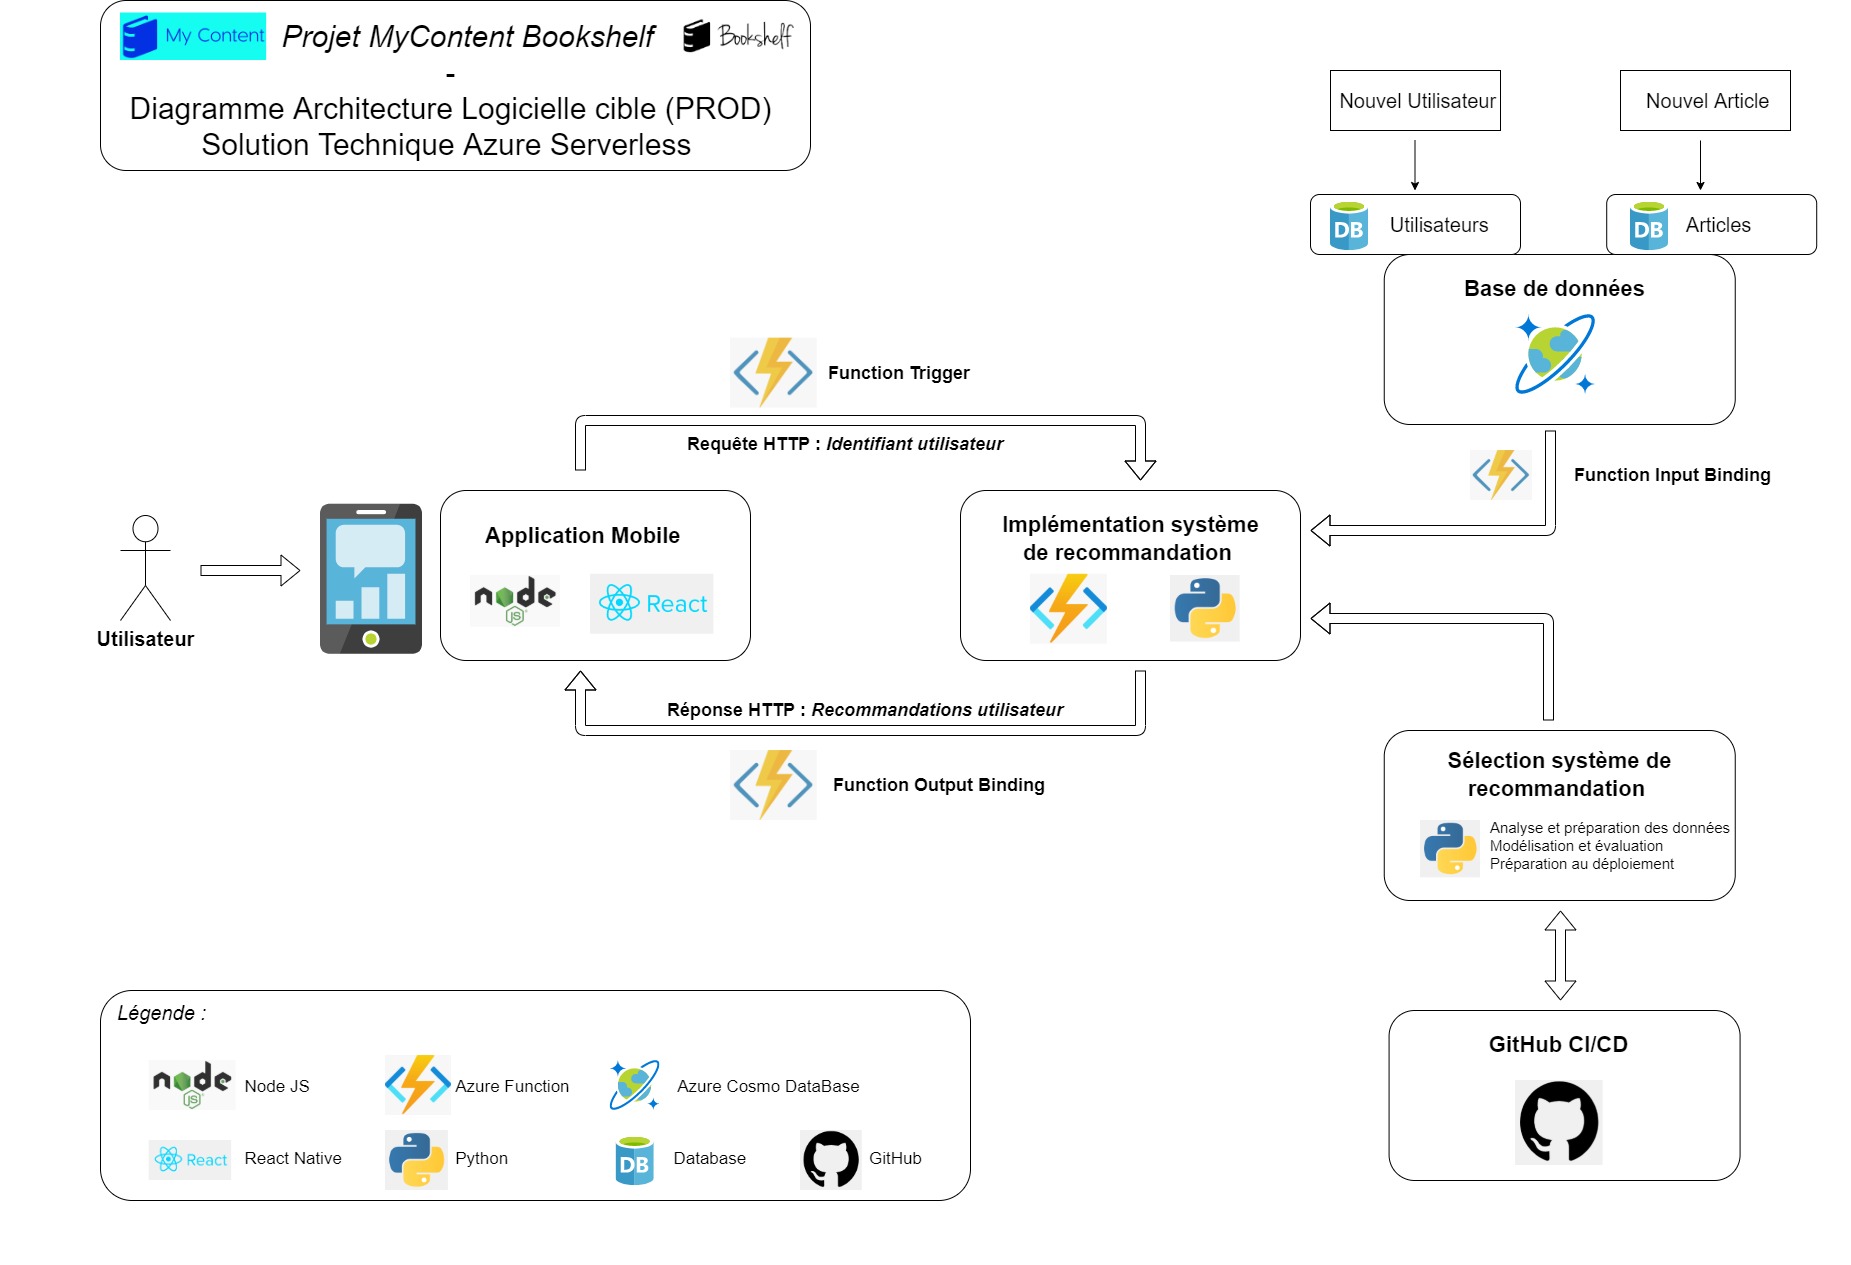 My Content
Projet MyContent Bookshelf
Bookshelf
-
Diagramme Architecture Logicielle cible (PROD)
Solution Technique Azure Serverless
Nouvel Utilisateur
Nouvel Article
DB
Utilisateurs
DB
Articles
Base de données
Function Trigger
Requête HTTP : Identifiant utilisateur
Function Input Binding
Utilisateur
Application Mobile
node
JS
React
Implémentation système
de recommandation
Réponse HTTP : Recommandations utilisateur
Function Output Binding
Sélection système de
recommandation
Analyse et préparation des données
Modélisation et évaluation
Préparation au déploiement
GitHub CI/CD
Légende :
node
JS
Node JS
Azure Function
Azure Cosmo DataBase
React
React Native
Python
DB
Database
GitHub